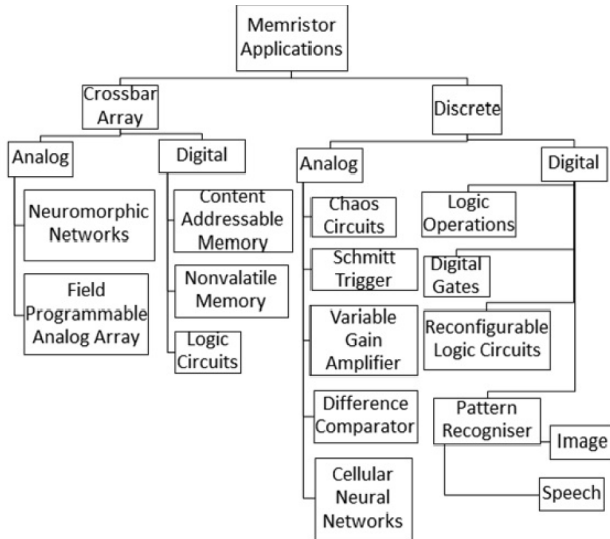 Memristor
Applications
Crossbar
Array
Discrete
Analog
Digital
Analog
Digital
Neuromorphic
Networks
Field
Programmable
Analog Array
Content
Addressable
Memory
Nonvalatile
Memory
Logic
Circuits
Chaos
Circuits
Schmitt
Trigger
Variable
Gain
Amplifier
Difference
Comparator
Cellular
Neural
Networks
Logic
Operations
Digital
Gates
Reconfigurable
Logic Circuits
Pattern
Recogniser
Image
Speech